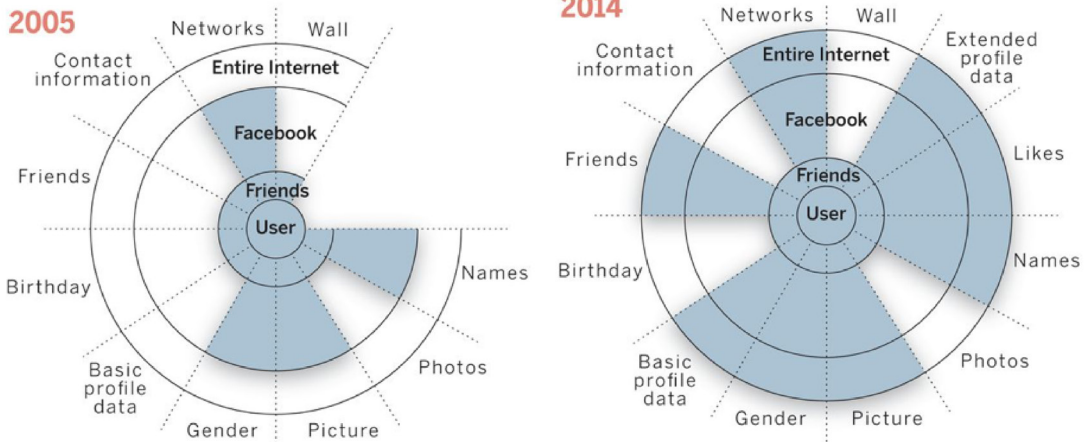 2005
Networks
Wall
Contact
information
Entire Internet
Facebook
Friends
Friends
User
Birthday
Names
Basic
profile
data
Photos
Gender
Picture
2014
Networks
Wall
Contact
information
Entire Internet
Extended
profile
data
Facebook
Friends
Likes
Friends
User
Birthday
Names
Basic
profile
data
Photos
Gender
Picture